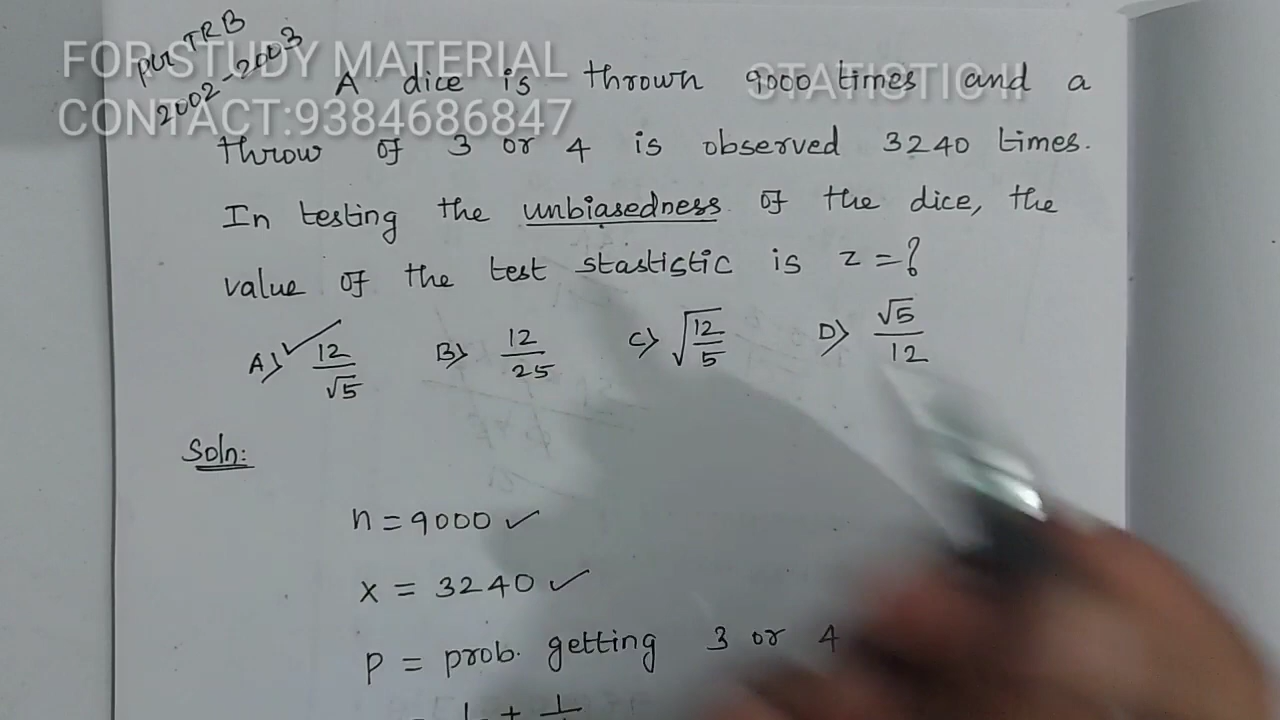 FOR STUDY MATERIAL
CONTACT:9384686847
STATISTIC II
PG TRB
2002-2003
A dice is thrown 9000 times and a
throw of 3 or 4 is observed 3240 times.
In testing the unbiasedness of the dice, the
value of the test stastistic is z = ?
A) ✓ 12/√5 B) 12/25 C) √(12/5) D) √5/12
Soln:
n = 9000 ✓
x = 3240 ✓
p = prob. getting 3 or 4